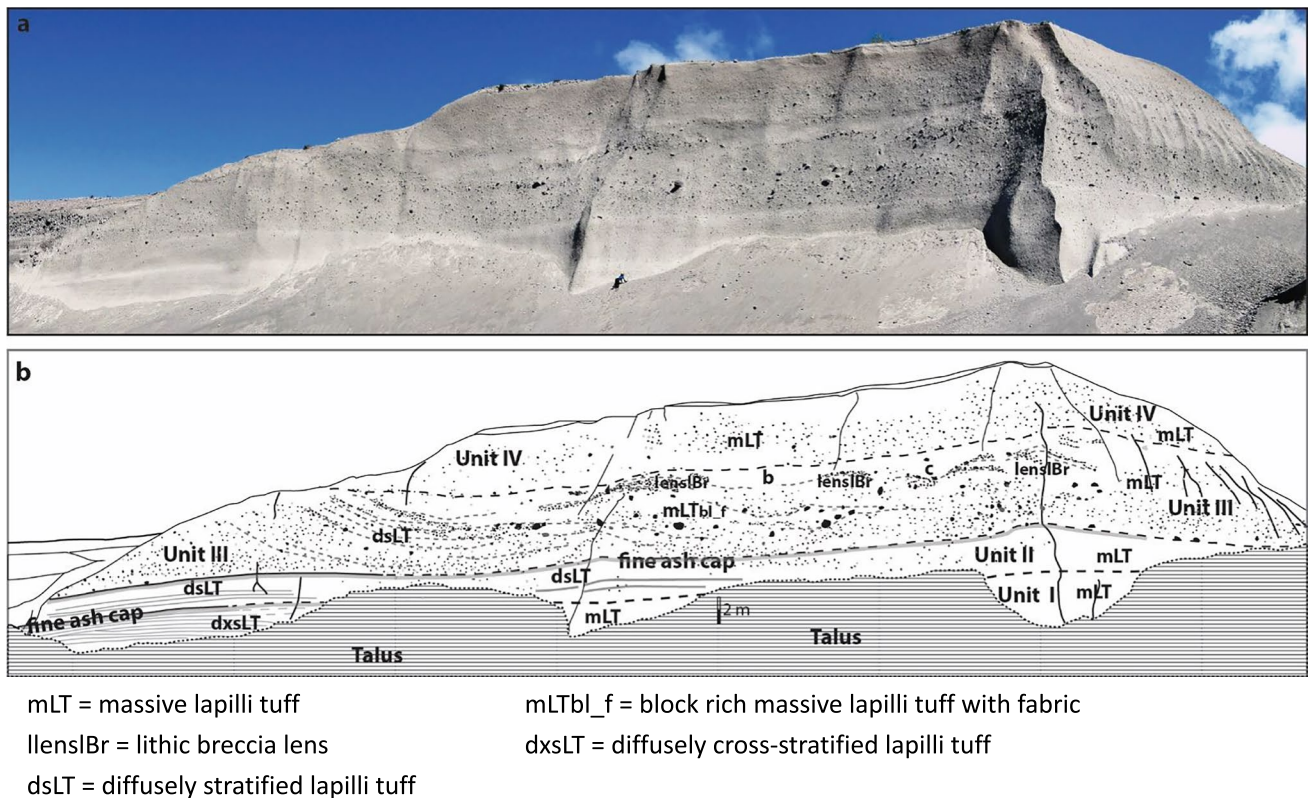 a
b
Unit IV
mLT
Unit IV
mLT
lenslBr
b
lenslBr
c
lenslBr
mLT
mLTbl_f
Unit III
dsLT
Unit III
fine ash cap
Unit II
mLT
dsLT
dsLT
Unit I
mLT
fine ash cap
dxsLT
mLT
2 m
Talus
Talus
mLT = massive lapilli tuff
mLTbl_f = block rich massive lapilli tuff with fabric
llenslBr = lithic breccia lens
dxsLT = diffusely cross-stratified lapilli tuff
dsLT = diffusely stratified lapilli tuff